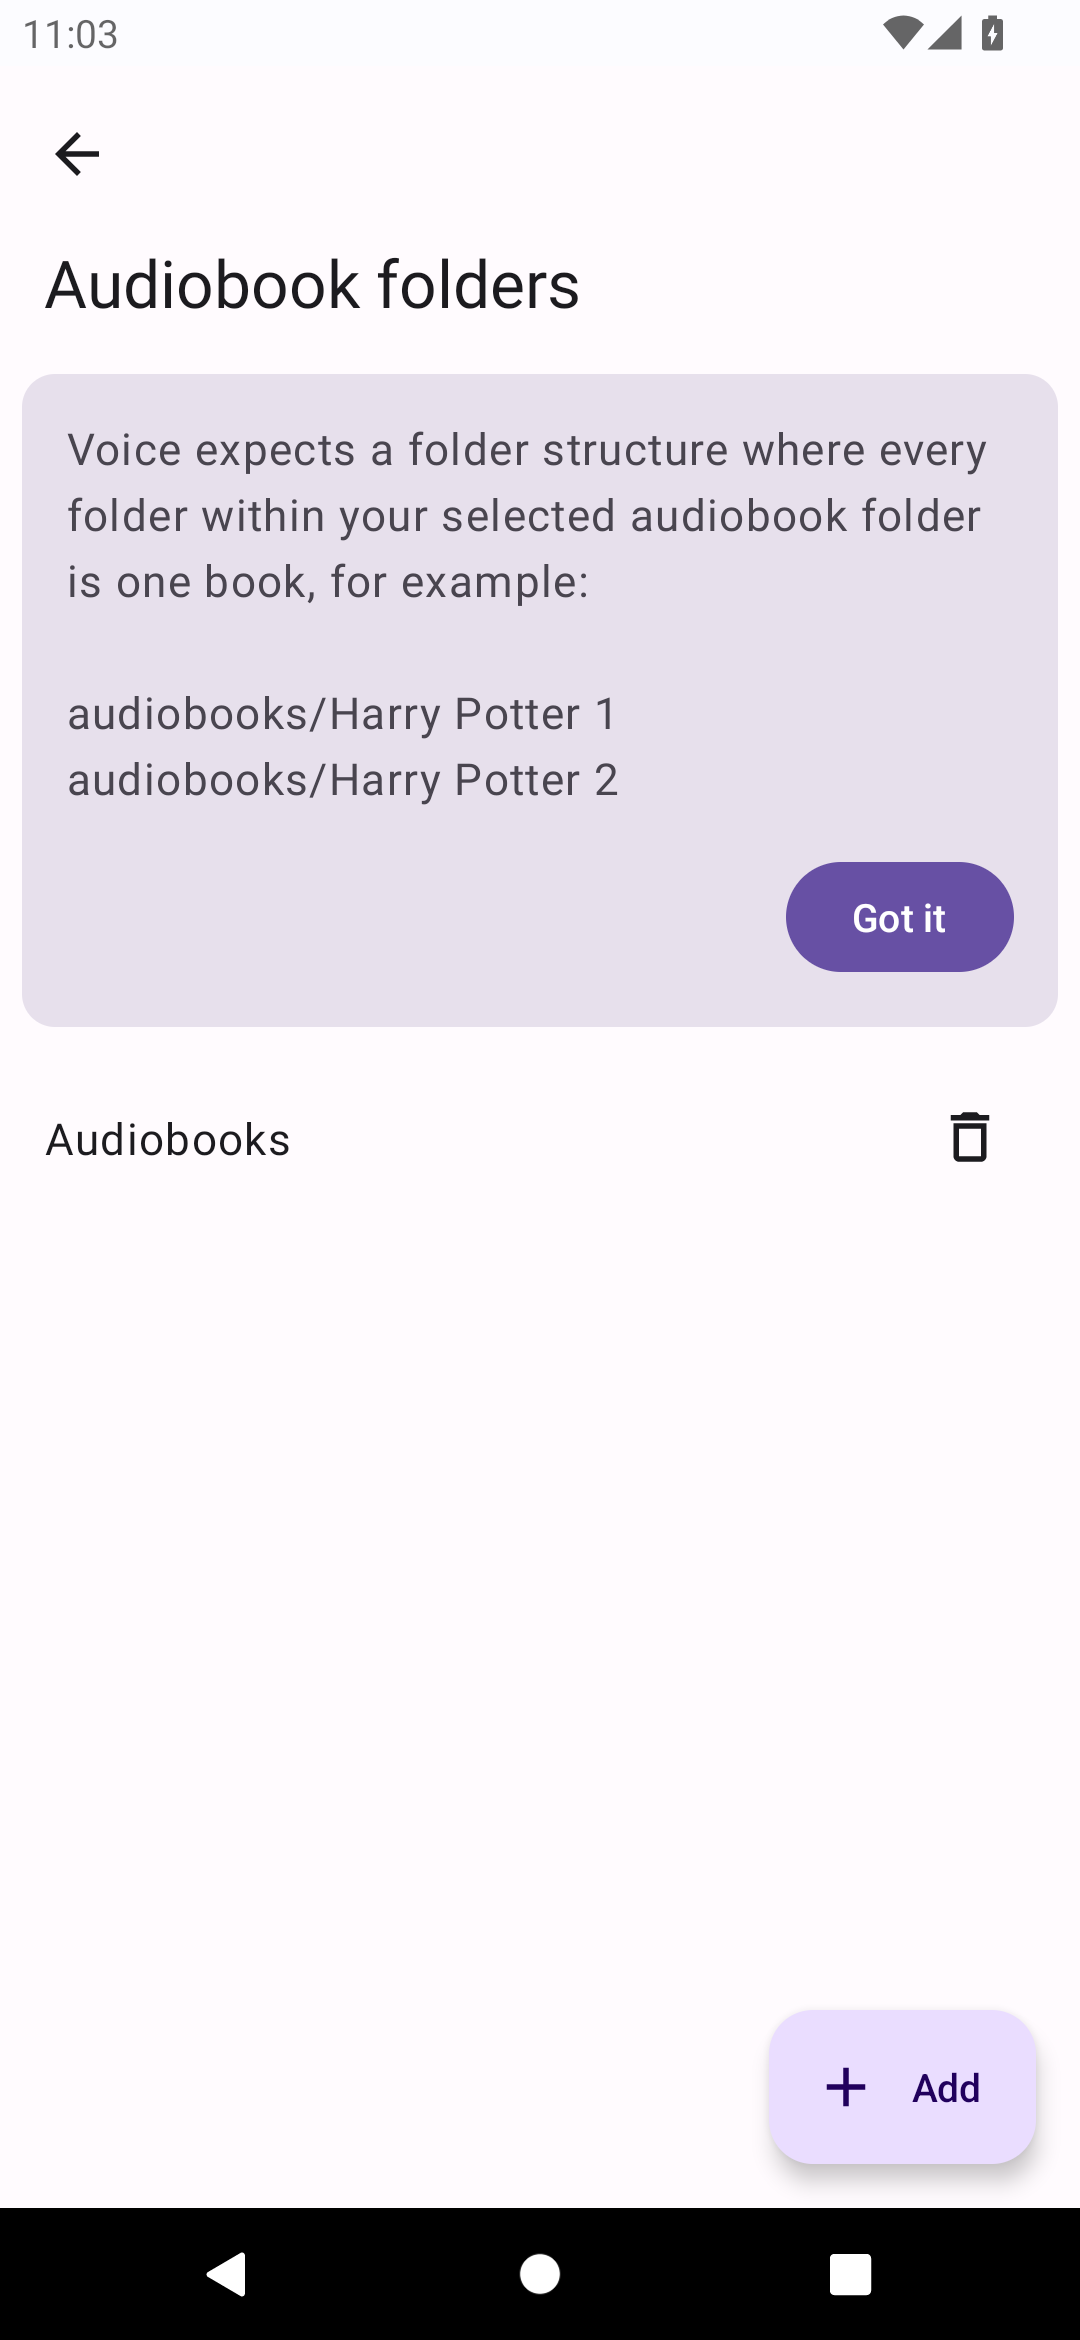 11:03
Audiobook folders
Voice expects a folder structure where every
folder within your selected audiobook folder
is one book, for example:
audiobooks/Harry Potter 1
audiobooks/Harry Potter 2
Got it
Audiobooks
Add